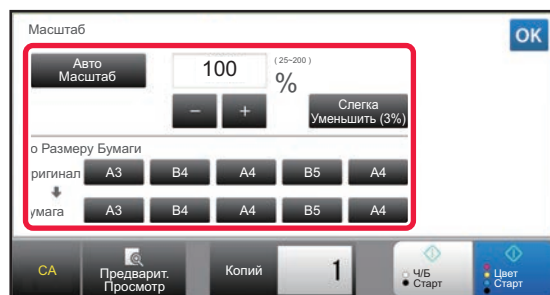 Масштаб
OK
Авто
Масштаб
100
(25~200)
%
−
+
Слегка
Уменьшить (3%)
о Размеру Бумаги
ригинал
A3
B4
A4
B5
A4
умага
A3
B4
A4
B5
A4
CA
Предварит.
Просмотр
Копий
1
Ч/Б
Старт
Цвет
Старт